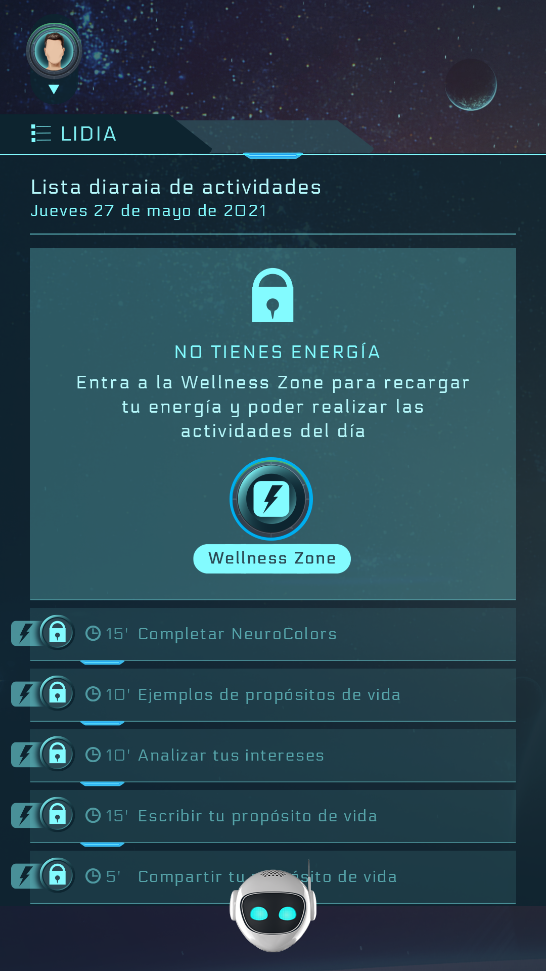 LIDIA
Lista diaraia de actividades
Jueves 27 de mayo de 2021
NO TIENES ENERGÍA
Entra a la Wellness Zone para recargar
tu energía y poder realizar las
actividades del día
Wellness Zone
15' Completar NeuroColors
10' Ejemplos de propósitos de vida
10' Analizar tus intereses
15' Escribir tu propósito de vida
5' Compartir tu de vida